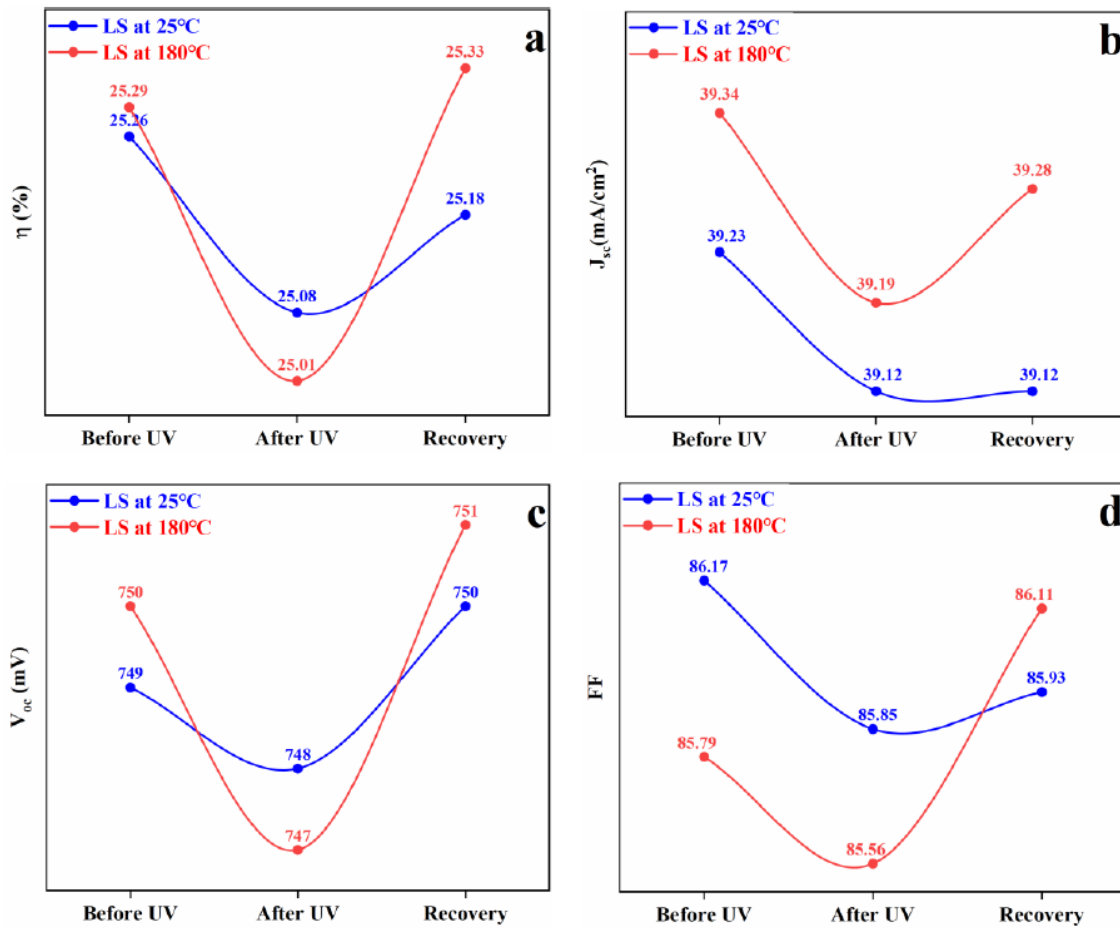 LS at 25°C
LS at 180°C
a
25.29
25.26
25.33
25.18
25.08
25.01
η (%)
Before UV
After UV
Recovery
LS at 25°C
LS at 180°C
b
39.34
39.28
39.23
39.19
39.12
39.12
Jsc(mA/cm²)
Before UV
After UV
Recovery
LS at 25°C
LS at 180°C
c
751
750
750
749
748
747
Voc (mV)
Before UV
After UV
Recovery
LS at 25°C
LS at 180°C
d
86.17
86.11
85.93
85.85
85.79
85.56
FF
Before UV
After UV
Recovery